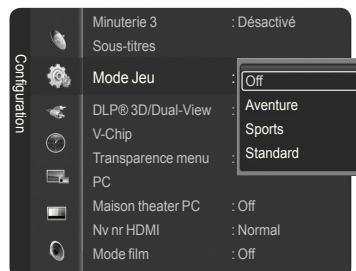 Configuration
Minuterie 3 : Désactivé
Sous-titres
Mode Jeu :
Off
Aventure
Sports
Standard
DLP® 3D/Dual-View :
V-Chip
Transparence menu :
PC
Maison theater PC : Off
Nv nr HDMI : Normal
Mode film : Off